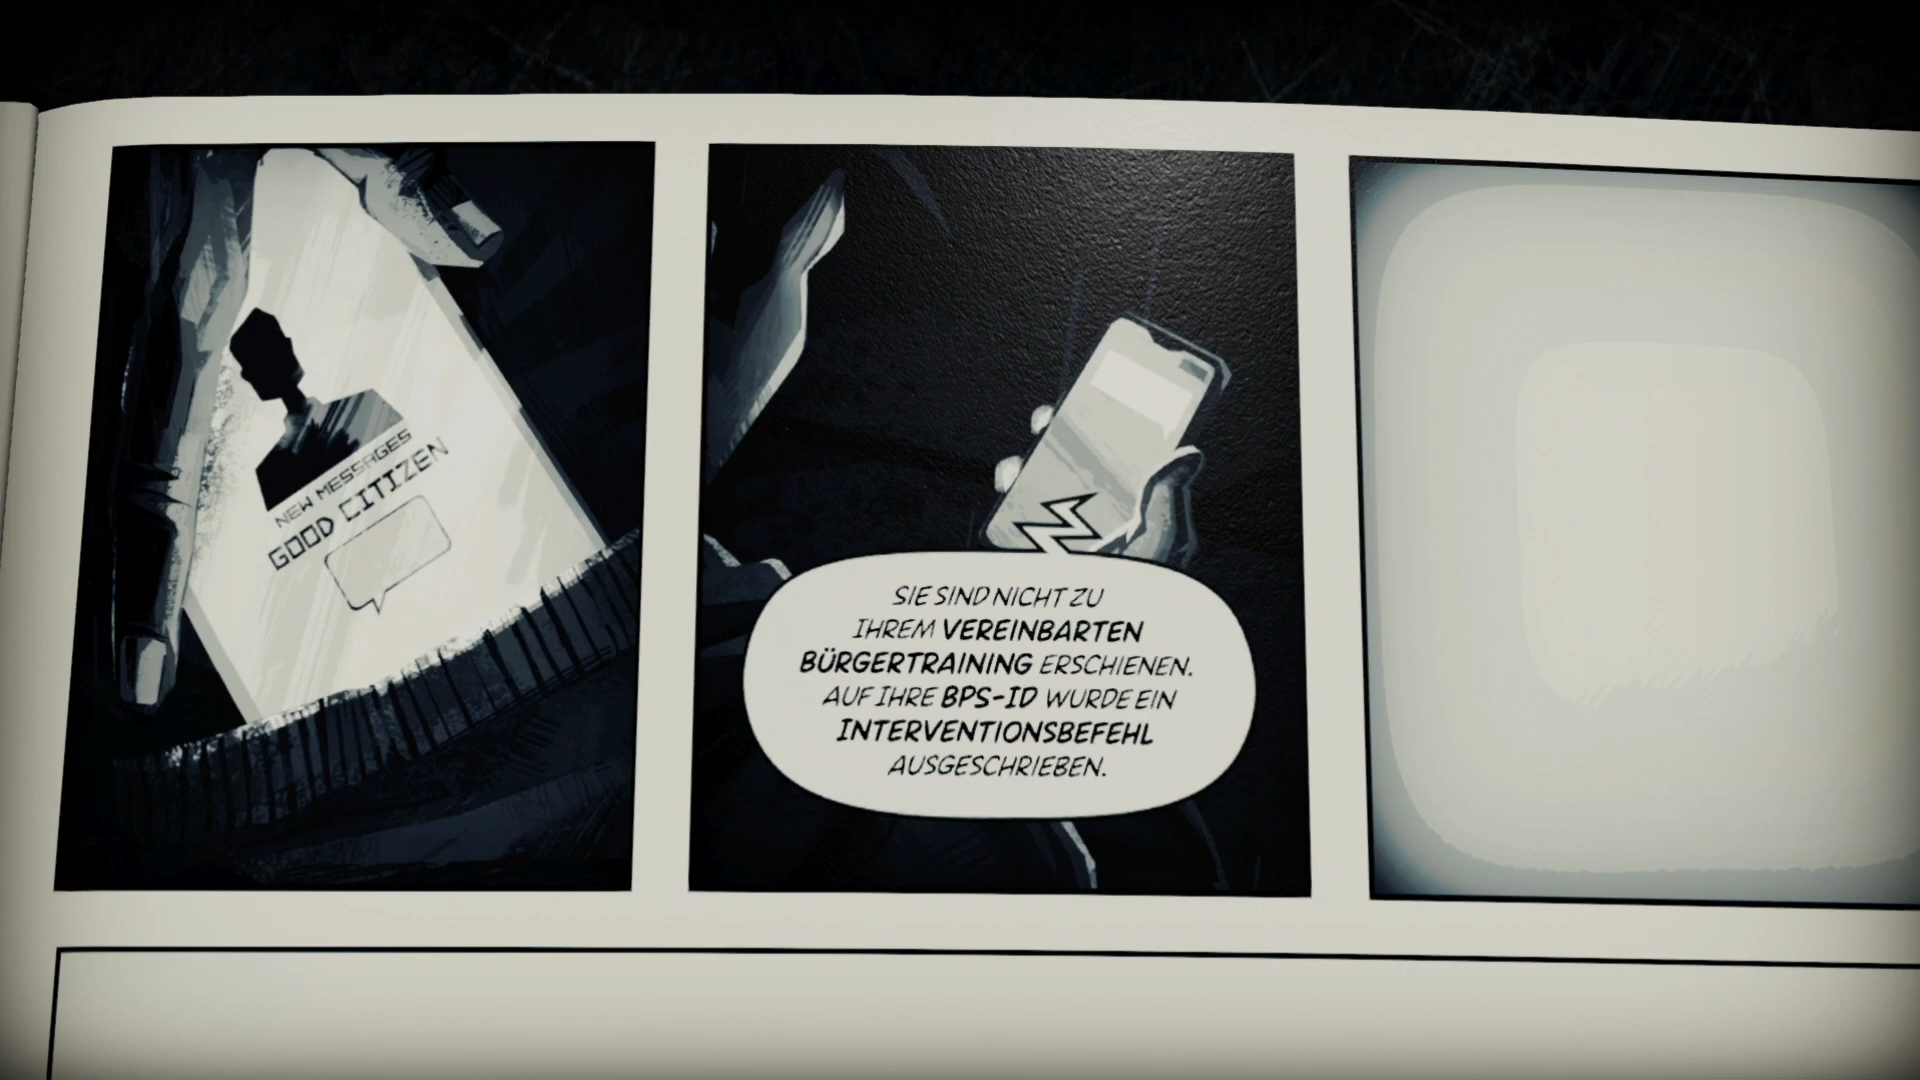 NEW MESSAGES
GOOD CITIZEN
SIE SIND NICHT ZU
IHREM VEREINBARTEN
BÜRGERTRAINING ERSCHIENEN.
AUF IHRE BPS-ID WURDE EIN
INTERVENTIONSBEFEHL
AUSGESCHRIEBEN.